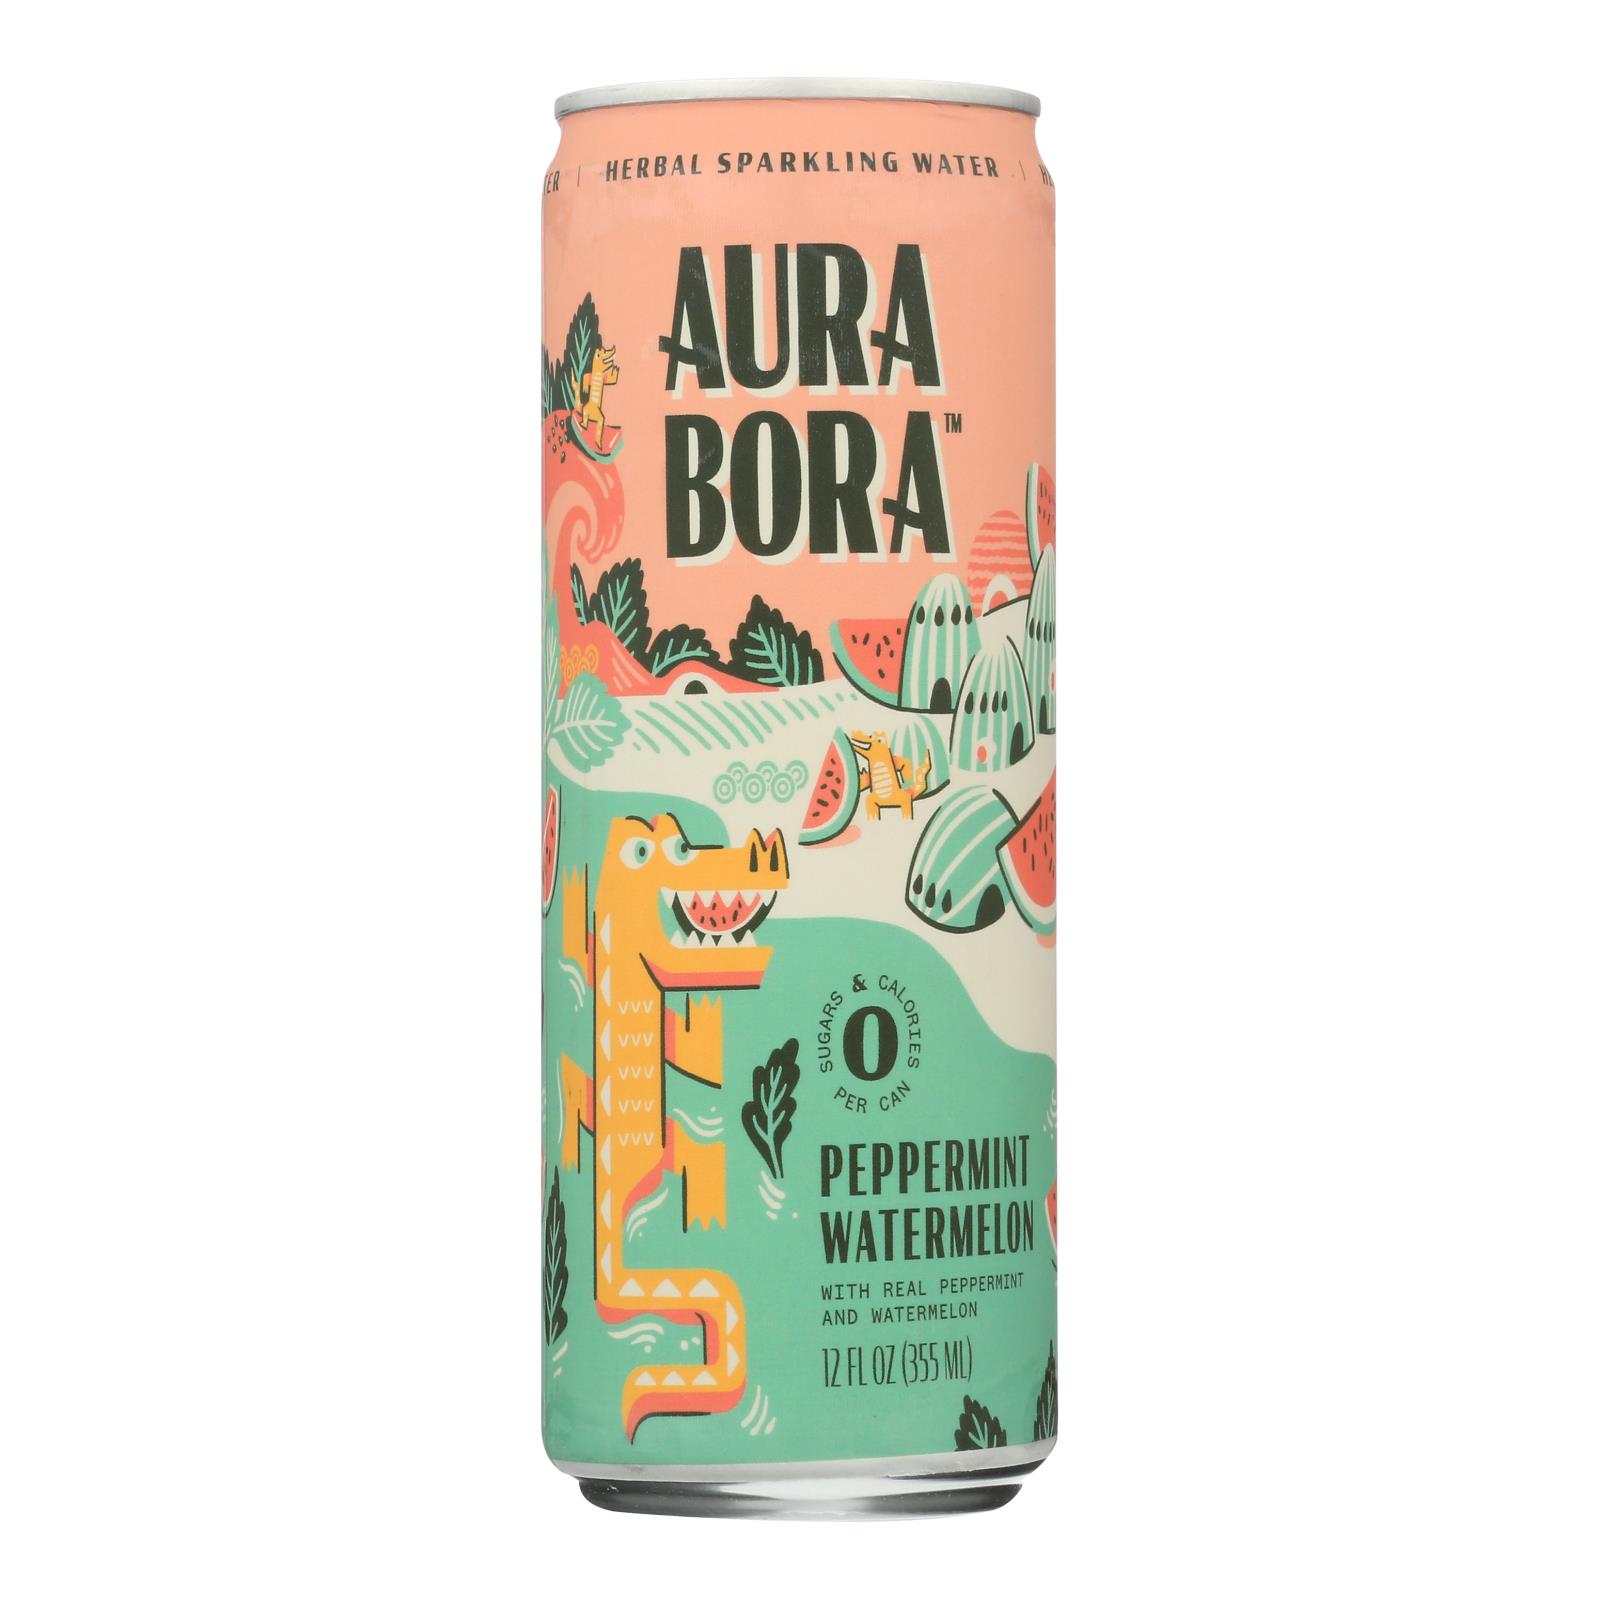 HERBAL SPARKLING WATER
AURA
BORA™
SUGARS & CALORIES
0
PER CAN
PEPPERMINT
WATERMELON
WITH REAL PEPPERMINT
AND WATERMELON
12 FL OZ (355 ML)